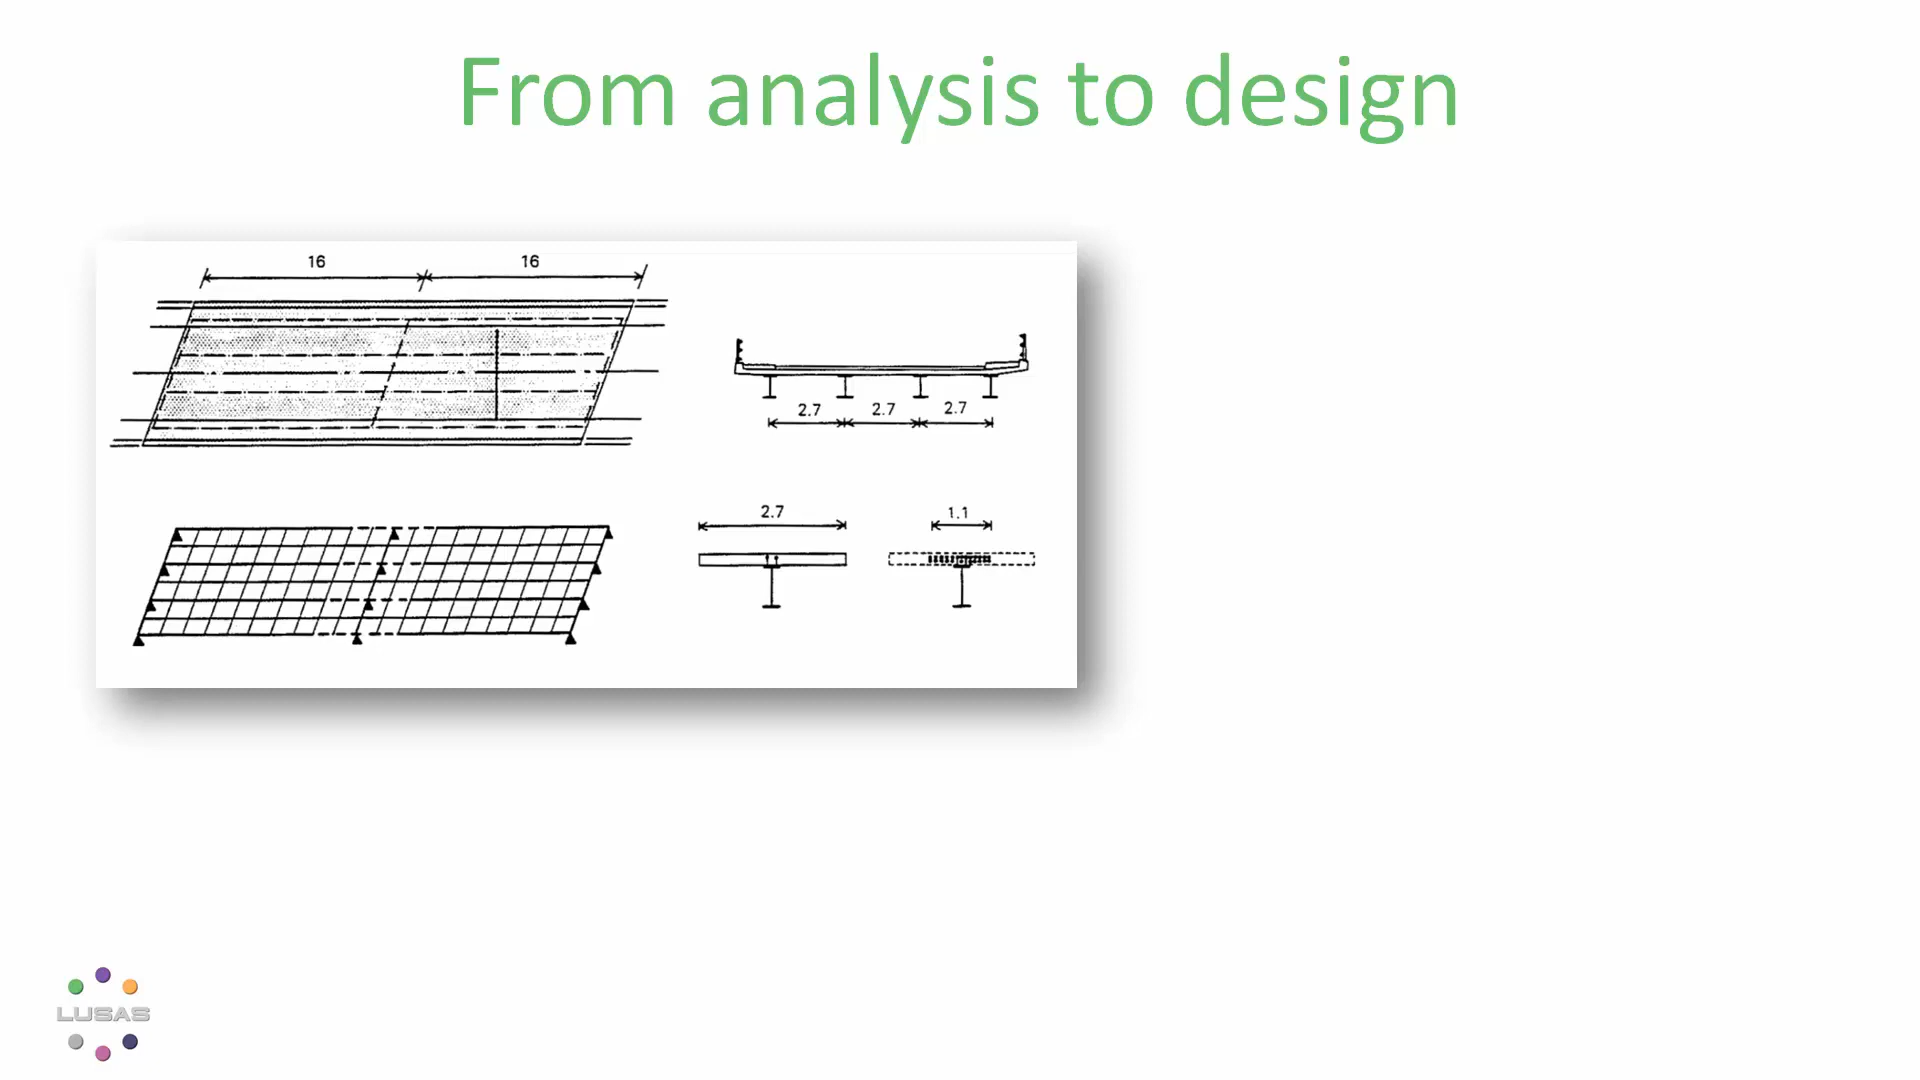 From analysis to design
16 16
2.7 2.7 2.7
2.7 1.1
LUSAS